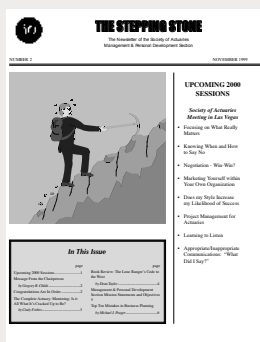 THE STEPPING STONE
The Newsletter of the Society of Actuaries
Management & Personal Development Section
NUMBER 2
NOVEMBER 1999
UPCOMING 2000
SESSIONS
Society of Actuaries
Meeting in Las Vegas
• Focusing on What Really
Matters
• Knowing When and How
to Say No
• Negotiation - Win-Win?
• Marketing Yourself within
Your Own Organization
• Does my Style Increase
my Likelihood of Success
• Project Management for
Actuaries
• Learning to Listen
• Appropriate/Inappropriate
Communications: "What
Did I Say?"
In This Issue
page
Upcoming 2000 Sessions
Message From the Chairperson
Congratulations Are In Order
The Complete Actuary: Mentoring: Is it
All What It's Cracked Up to Be?
page
Book Review: The Lone Ranger's Code to
the West
Management & Personal Development
Section Mission Statements and Objectives
Top Ten Mistakes in Business Planning